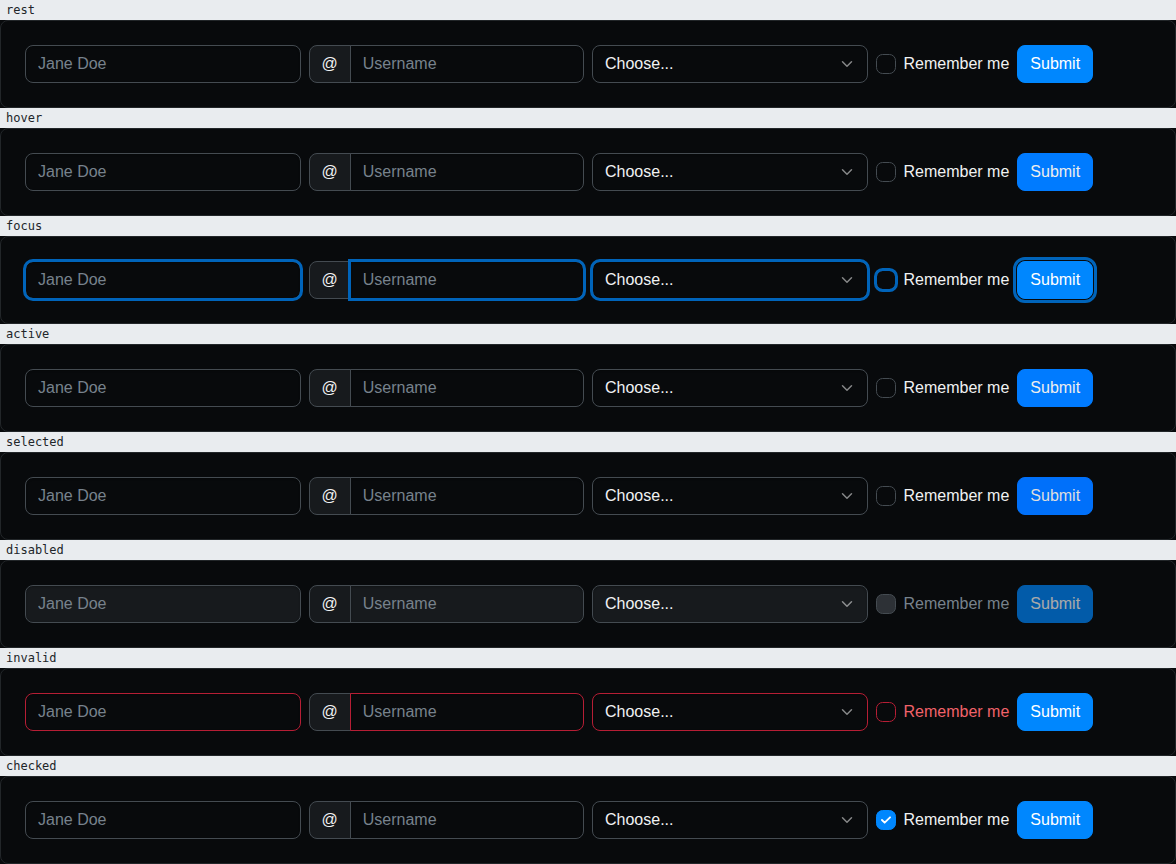 rest
Jane Doe @ Username Choose... Remember me Submit
hover
Jane Doe @ Username Choose... Remember me Submit
focus
Jane Doe @ Username Choose... Remember me Submit
active
Jane Doe @ Username Choose... Remember me Submit
selected
Jane Doe @ Username Choose... Remember me Submit
disabled
Jane Doe @ Username Choose... Remember me Submit
invalid
Jane Doe @ Username Choose... Remember me Submit
checked
Jane Doe @ Username Choose... Remember me Submit